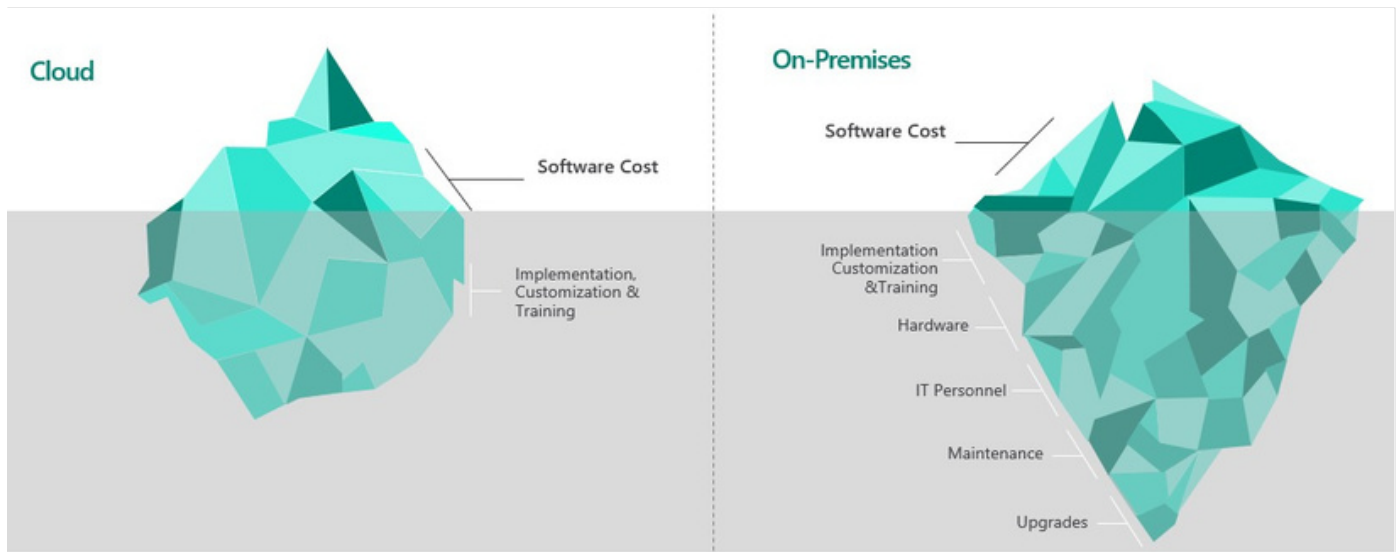 Cloud
Software Cost
Implementation,
Customization &
Training
On-Premises
Software Cost
Implementation
Customization
&Training
Hardware
IT Personnel
Maintenance
Upgrades